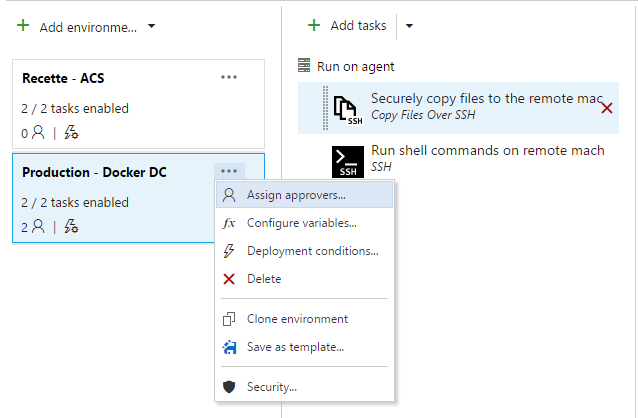 Add environme...
Recette - ACS
2 / 2 tasks enabled
0
Production - Docker DC
2 / 2 tasks enabled
2
Add tasks
Run on agent
Securely copy files to the remote mac
Copy Files Over SSH
SSH
Run shell commands on remote mach
SSH
SSH
Assign approvers...
fx Configure variables...
Deployment conditions...
Delete
Clone environment
Save as template...
Security...